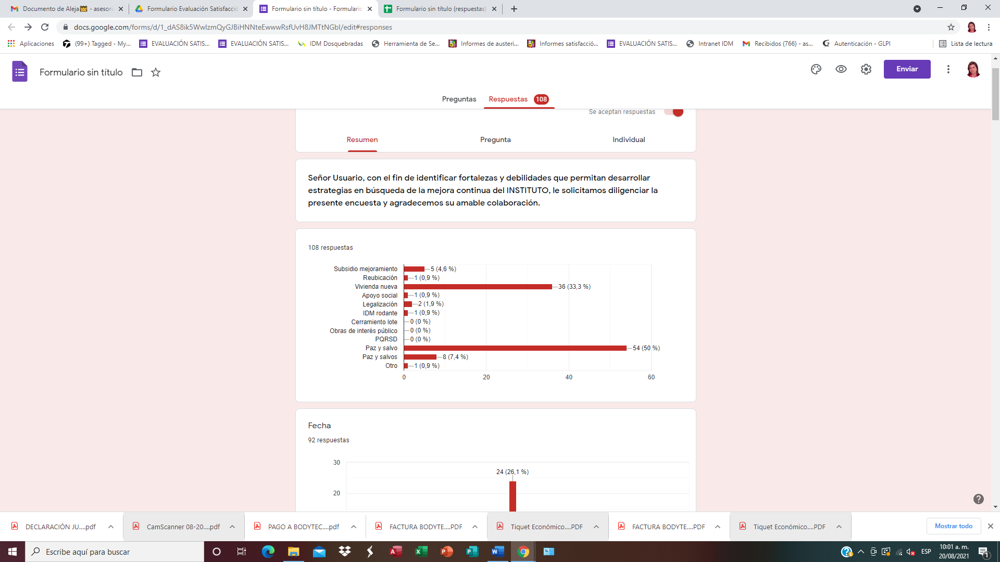 Documento de Aleja - asesori
Formulario Evaluación Satisfacció
Formulario sin título - Formulario
Formulario sin título (respuestas)
docs.google.com/forms/d/1_dAS8ik5WwIzmQyGJBiHNNteEwwwRsfUvH8JMTtNGbI/edit#responses
Aplicaciones
(99+) Tagged - My...
EVALUACIÓN SATIS...
EVALUACIÓN SATIS...
IDM Dosquebradas
Herramienta de Se...
Informes de austeri...
Informes satisfacció...
EVALUACIÓN SATIS...
Intranet IDM
Recibidos (766) - as...
Autenticación - GLPI
Lista de lectura
Formulario sin título
Enviar
Preguntas
Respuestas 108
Se aceptan respuestas
Resumen
Pregunta
Individual
Señor Usuario, con el fin de identificar fortalezas y debilidades que permitan desarrollar
estrategias en búsqueda de la mejora continua del INSTITUTO, le solicitamos diligenciar la
presente encuesta y agradecemos su amable colaboración.
108 respuestas
Subsidio mejoramiento 5 (4,6 %)
Reubicación 1 (0,9 %)
Vivienda nueva 36 (33,3 %)
Apoyo social 1 (0,9 %)
Legalización 2 (1,9 %)
IDM rodante 1 (0,9 %)
Cerramiento lote 0 (0 %)
Obras de interés público 0 (0 %)
PQRSD 0 (0 %)
Paz y salvo 54 (50 %)
Paz y salvos 8 (7,4 %)
Otro 1 (0,9 %)
0 20 40 60
Fecha
92 respuestas
30
24 (26,1 %)
20
DECLARACIÓN JU....pdf
CamScanner 08-20....pdf
PAGO A BODYTEC....pdf
FACTURA BODYTE....PDF
Tiquet Económico....PDF
FACTURA BODYTE....PDF
Tiquet Económico....PDF
Mostrar todo
Escribe aquí para buscar
ESP
10:01 a. m.
20/08/2021
1